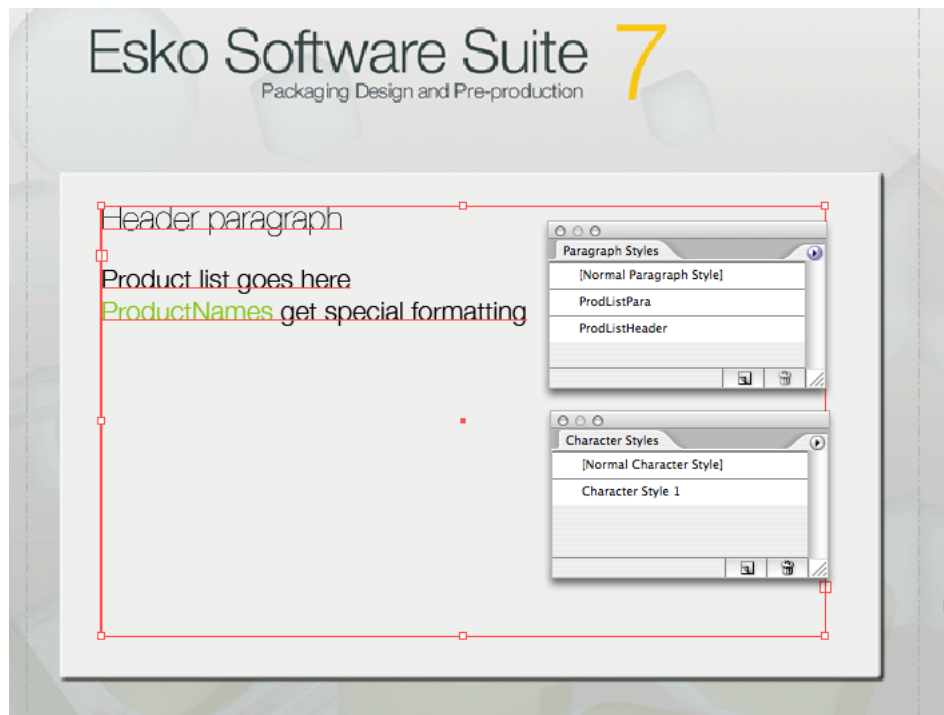 Esko Software Suite 7
Packaging Design and Pre-production
Header paragraph
Product list goes here
ProductNames get special formatting
Paragraph Styles
[Normal Paragraph Style]
ProdListPara
ProdListHeader
Character Styles
[Normal Character Style]
Character Style 1